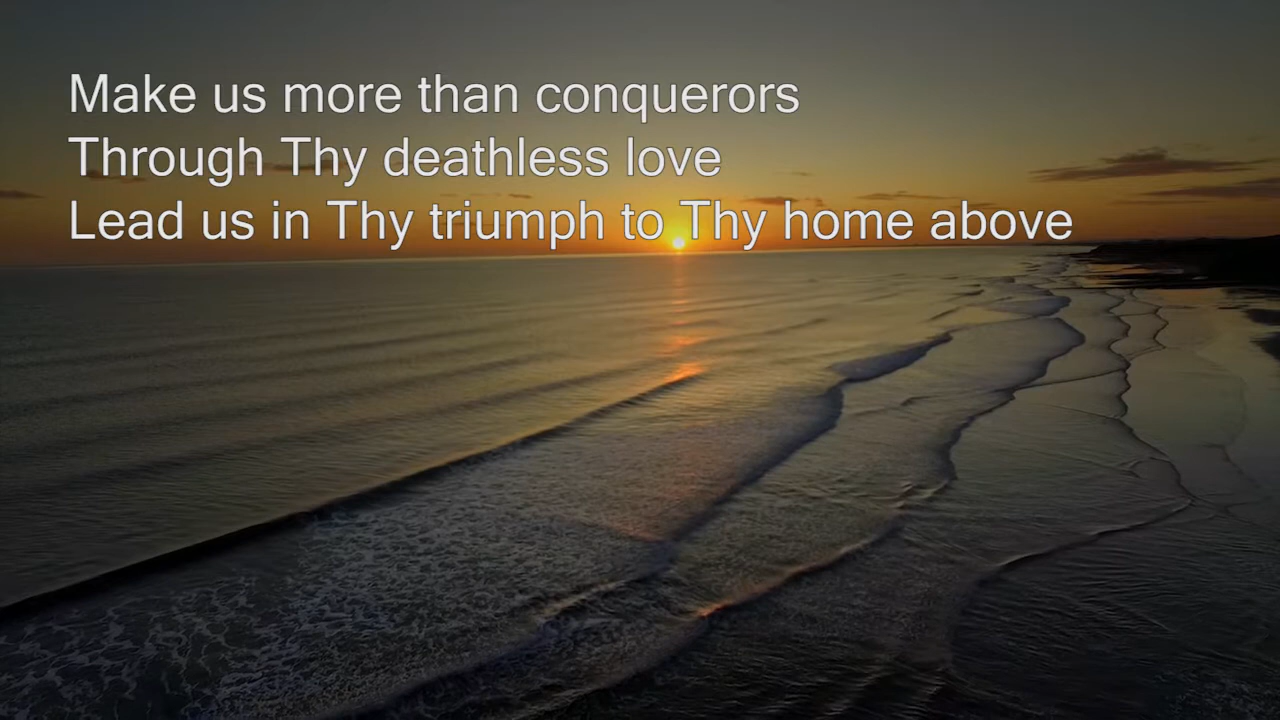 Make us more than conquerors
Through Thy deathless love
Lead us in Thy triumph to Thy home above